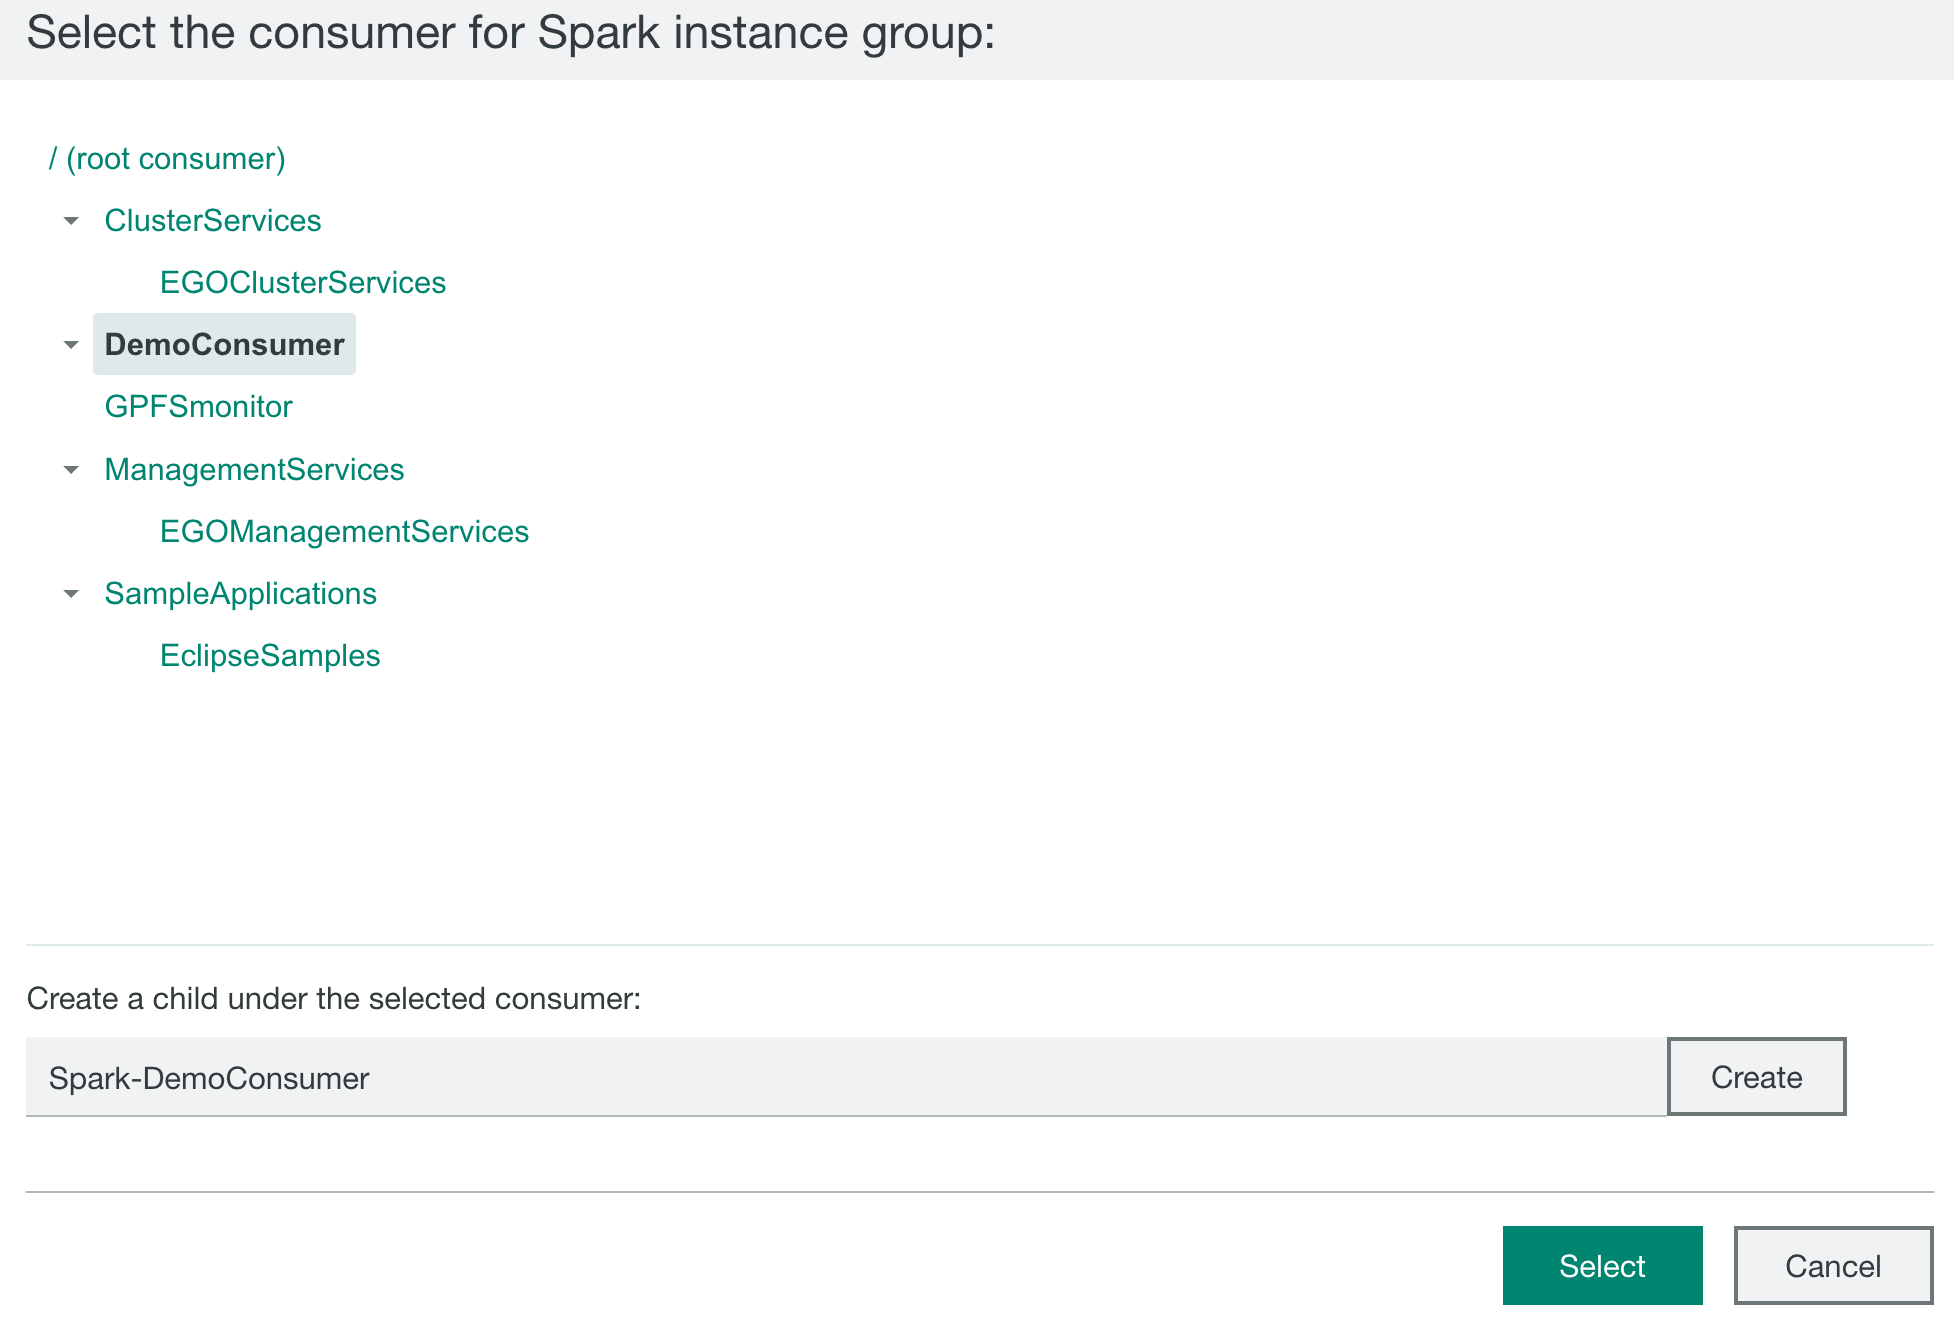 Select the consumer for Spark instance group:
/ (root consumer)
ClusterServices
EGOClusterServices
DemoConsumer
GPFSmonitor
ManagementServices
EGOManagementServices
SampleApplications
EclipseSamples
Create a child under the selected consumer:
Spark-DemoConsumer
Create
Select
Cancel